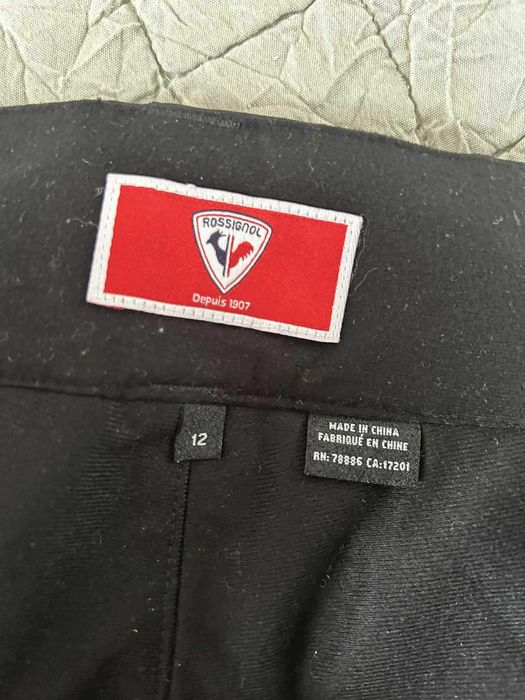 ROSSIGNOL
Depuis 1907
12
MADE IN CHINA
FABRIQUÉ EN CHINE
RN: 78886 CA:17201